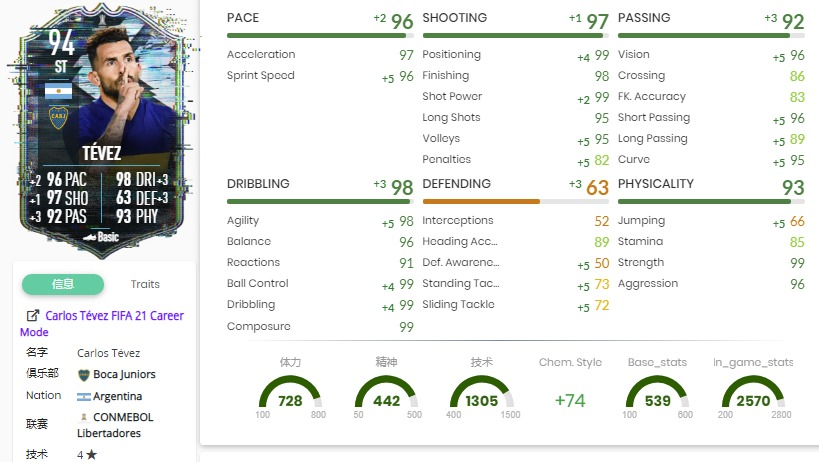 94
ST
CABJ
TÉVEZ
+2 96 PAC 98 DRI+3
+1 97 SHO 63 DEF+3
+3 92 PAS 93 PHY
Basic
信息 Traits
Carlos Tévez FIFA 21 Career
Mode
名字 Carlos Tévez
俱乐部 Boca Juniors
Nation Argentina
联赛 CONMEBOL
Libertadores
技术 4 ★
PACE +2 96
Acceleration 97
Sprint Speed +5 96
SHOOTING +1 97
Positioning +4 99
Finishing 98
Shot Power +2 99
Long Shots 95
Volleys +5 95
Penalties +5 82
PASSING +3 92
Vision +5 96
Crossing 86
FK. Accuracy 83
Short Passing +5 96
Long Passing +5 89
Curve +5 95
DRIBBLING +3 98
Agility +5 98
Balance 96
Reactions 91
Ball Control +4 99
Dribbling +4 99
Composure 99
DEFENDING +3 63
Interceptions 52
Heading Acc... 89
Def. Awarene... +5 50
Standing Tac... +5 73
Sliding Tackle +5 72
PHYSICALITY 93
Jumping +5 66
Stamina 85
Strength 99
Aggression 96
体力 精神 技术 Chem. Style Base_stats In_game_stats
728 442 1305 +74 539 2570
100 800 50 500 400 1500 100 600 200 2800